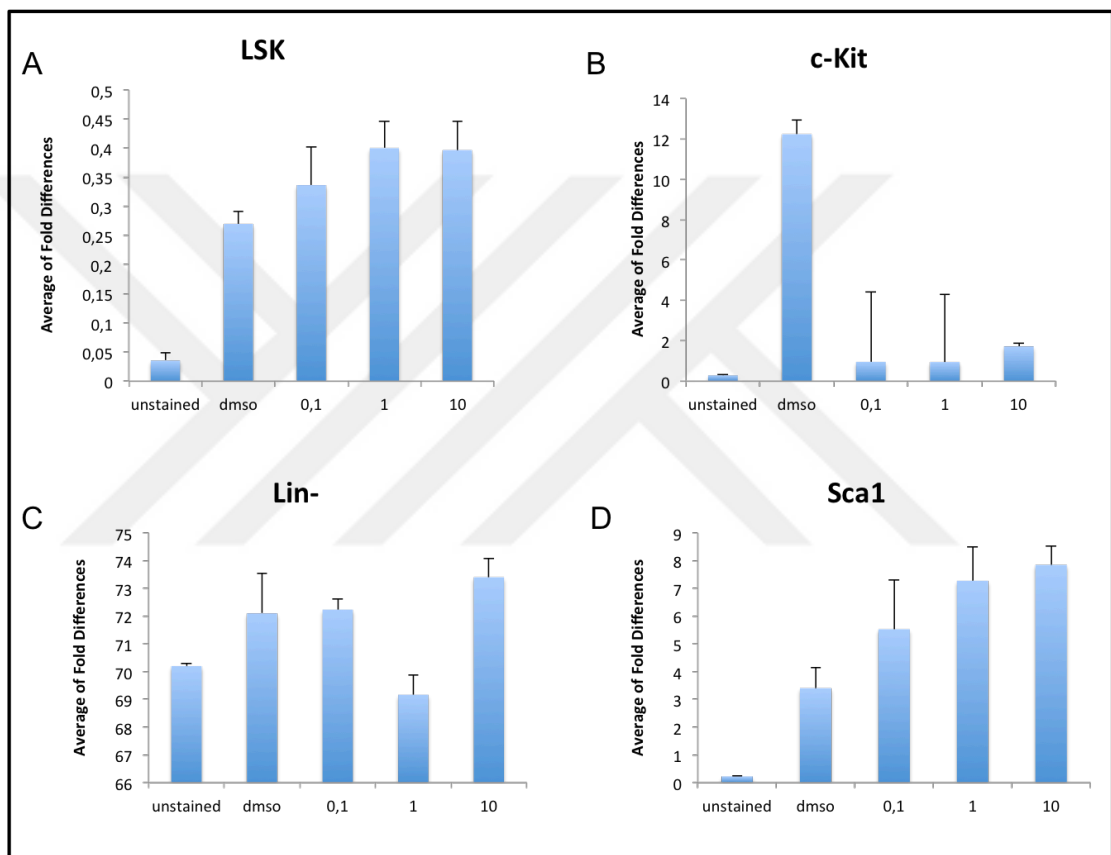 A
LSK
Average of Fold Differences
0,5
0,45
0,4
0,35
0,3
0,25
0,2
0,15
0,1
0,05
0
unstained dmso 0,1 1 10
B
c-Kit
Average of Fold Differences
14
12
10
8
6
4
2
0
unstained dmso 0,1 1 10
C
Lin-
Average of Fold Differences
75
74
73
72
71
70
69
68
67
66
unstained dmso 0,1 1 10
D
Sca1
Average of Fold Differences
9
8
7
6
5
4
3
2
1
0
unstained dmso 0,1 1 10